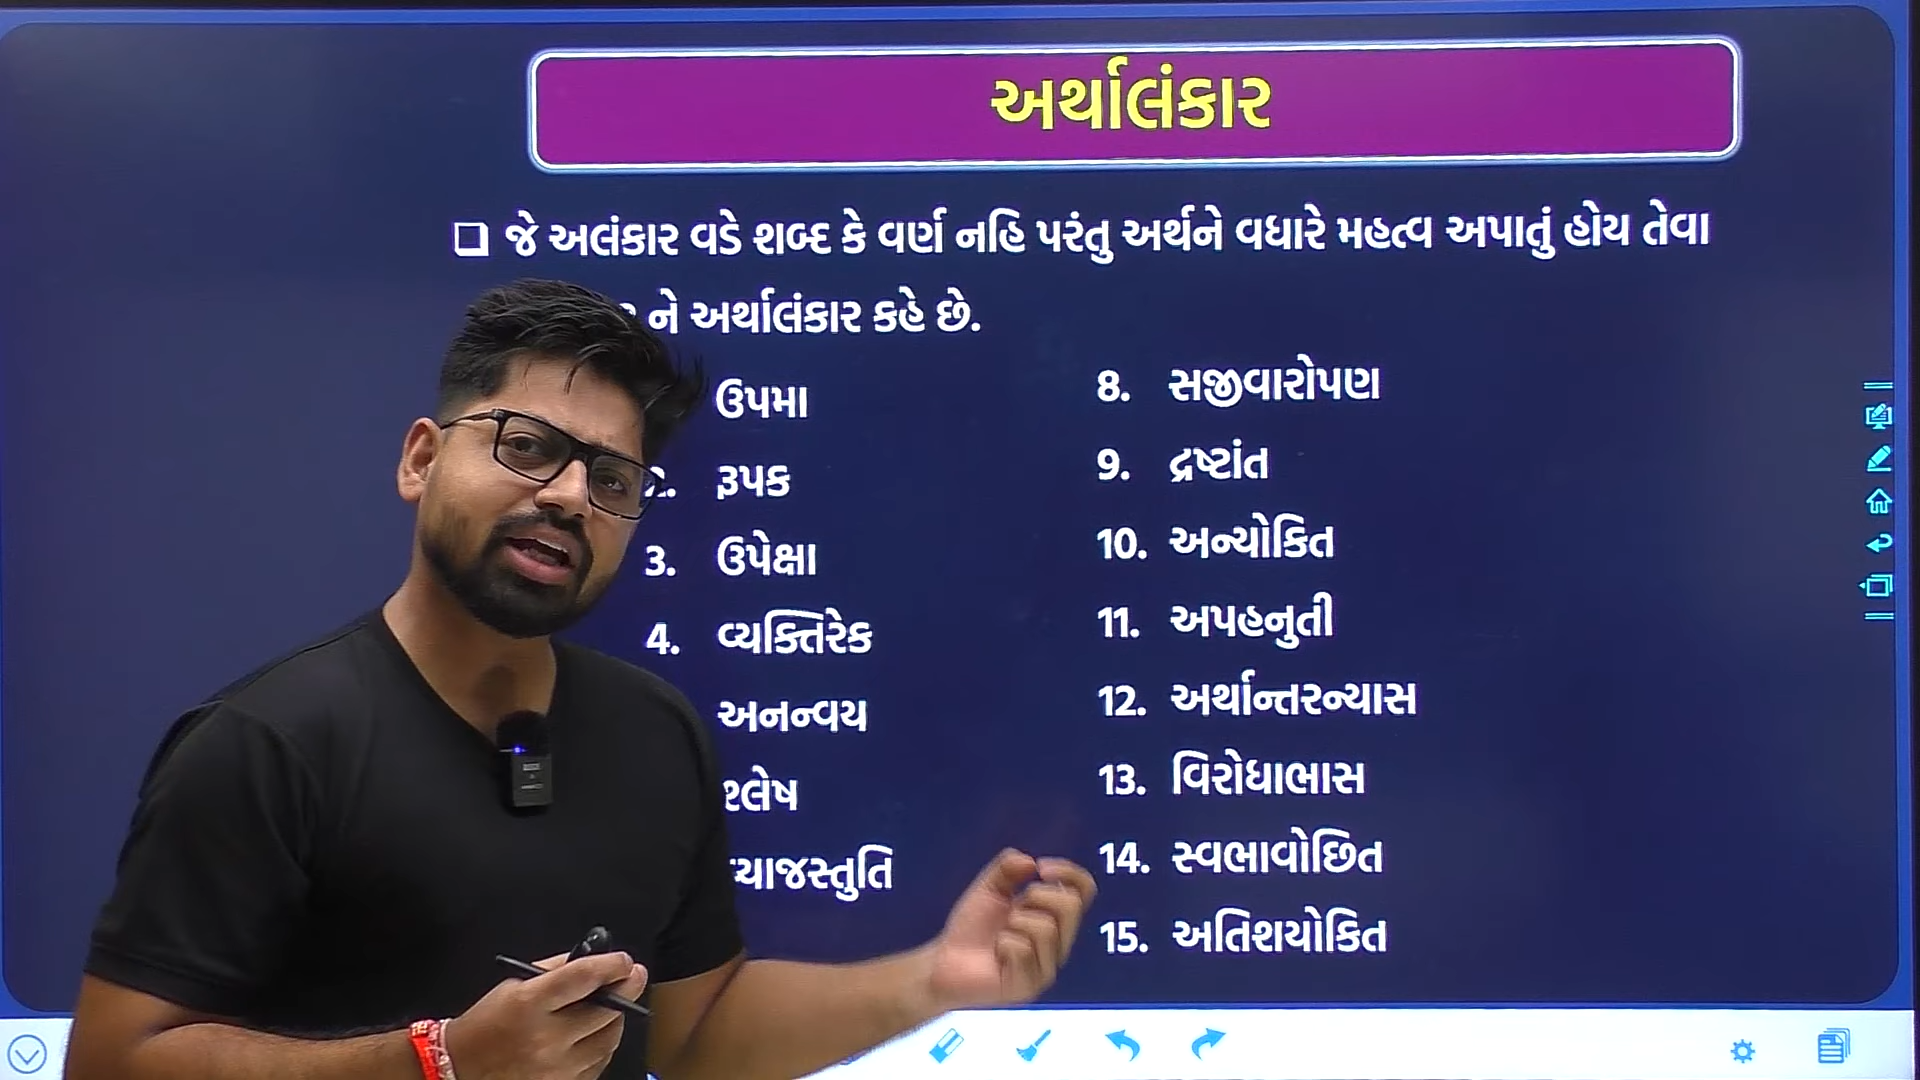 અર્થાલંકાર
❑ જે અલંકાર વડે શબ્દ કે વર્ણ નહિ પરંતુ અર્થને વધારે મહત્વ અપાતું હોય તેવા
ને અર્થાલંકાર કહે છે.
ઉપમા
2. રૂપક
3. ઉપેક્ષા
4. વ્યક્તિરેક
અનન્વય
શ્લેષ
8. સજીવારોપણ
9. દ્રષ્ટાંત
10. અન્યોકિત
11. અપહનુતી
12. અર્થાન્તરન્યાસ
13. વિરોધાભાસ
14. સ્વભાવોછિત
15. અતિશયોકિત